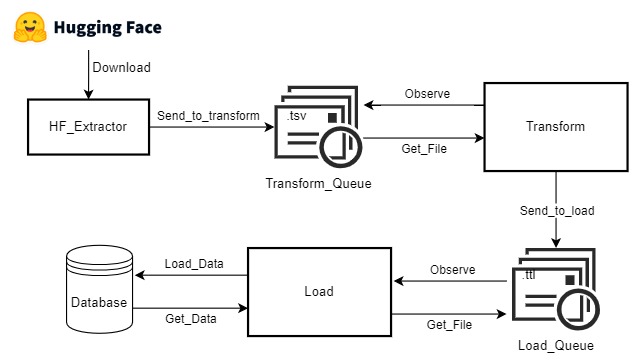 Hugging Face
Download
HF_Extractor
Send_to_transform
.tsv
Transform_Queue
Observe
Get_File
Transform
Send_to_load
Database
Load_Data
Get_Data
Load
Observe
Get_File
.ttl
Load_Queue